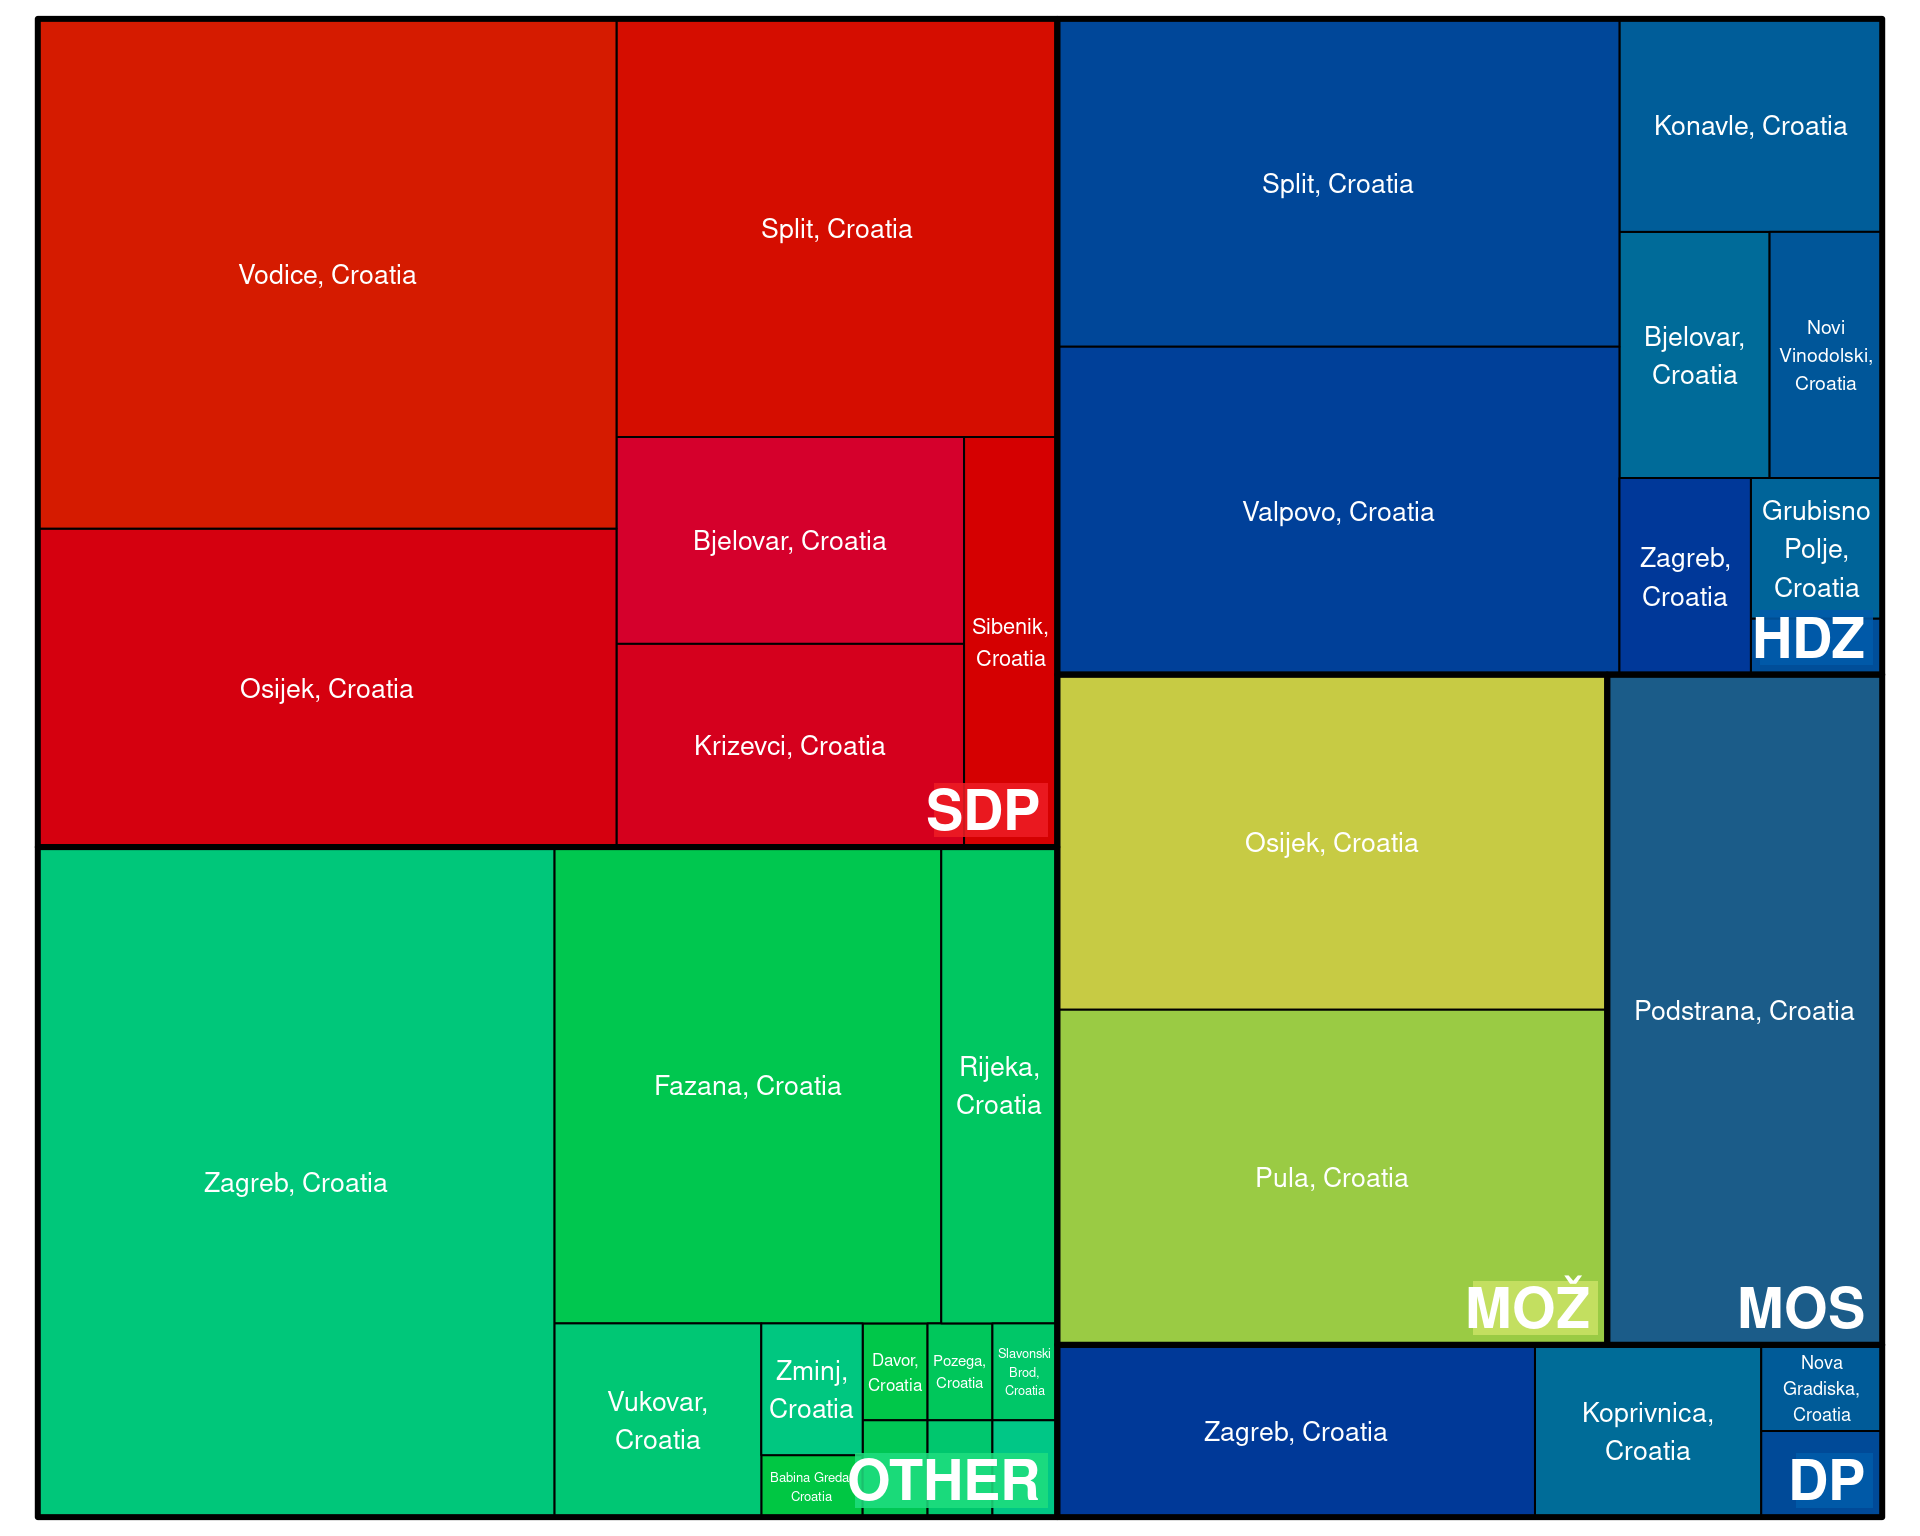 Vodice, Croatia
Split, Croatia
Osijek, Croatia
Bjelovar, Croatia
Krizevci, Croatia
Sibenik,
Croatia
SDP
Split, Croatia
Valpovo, Croatia
Konavle, Croatia
Bjelovar,
Croatia
Novi
Vinodolski,
Croatia
Zagreb,
Croatia
Grubisno
Polje,
Croatia
HDZ
Zagreb, Croatia
Fazana, Croatia
Rijeka,
Croatia
Vukovar,
Croatia
Zminj,
Croatia
Babina Greda
Croatia
Davor,
Croatia
Pozega,
Croatia
Slavonski
Brod,
Croatia
OTHER
Osijek, Croatia
Pula, Croatia
MOŽ
Podstrana, Croatia
MOS
Zagreb, Croatia
Koprivnica,
Croatia
Nova
Gradiska,
Croatia
DP